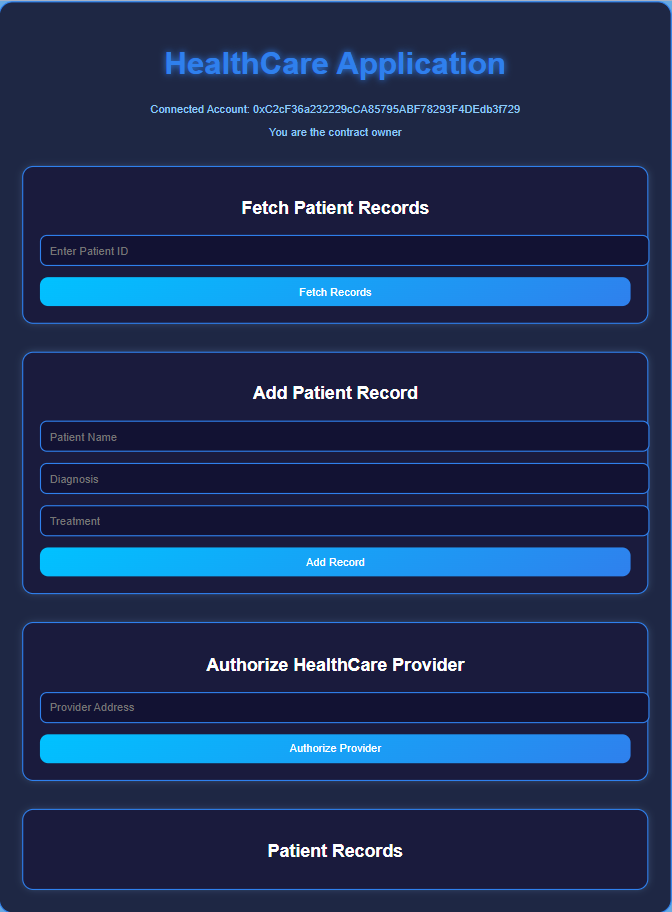 HealthCare Application
Connected Account: 0xC2cF36a232229cCA85795ABF78293F4DEdb3f729
You are the contract owner
Fetch Patient Records
Enter Patient ID
Fetch Records
Add Patient Record
Patient Name
Diagnosis
Treatment
Add Record
Authorize HealthCare Provider
Provider Address
Authorize Provider
Patient Records